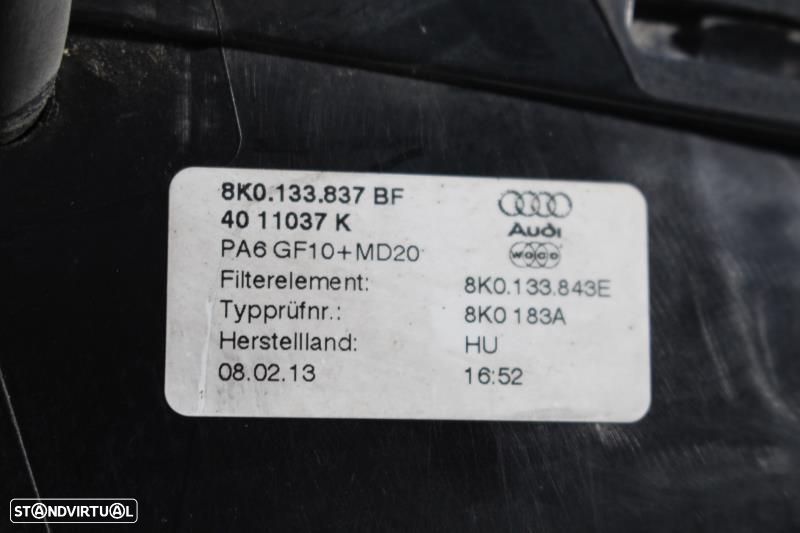 8K0.133.837 BF
40 11037 K
Audi
PA6 GF10+MD20
WOCO
Filterelement: 8K0.133.843E
Typprüfnr.: 8K0 183A
Herstellland: HU
08.02.13 16:52
STANDVIRTUAL